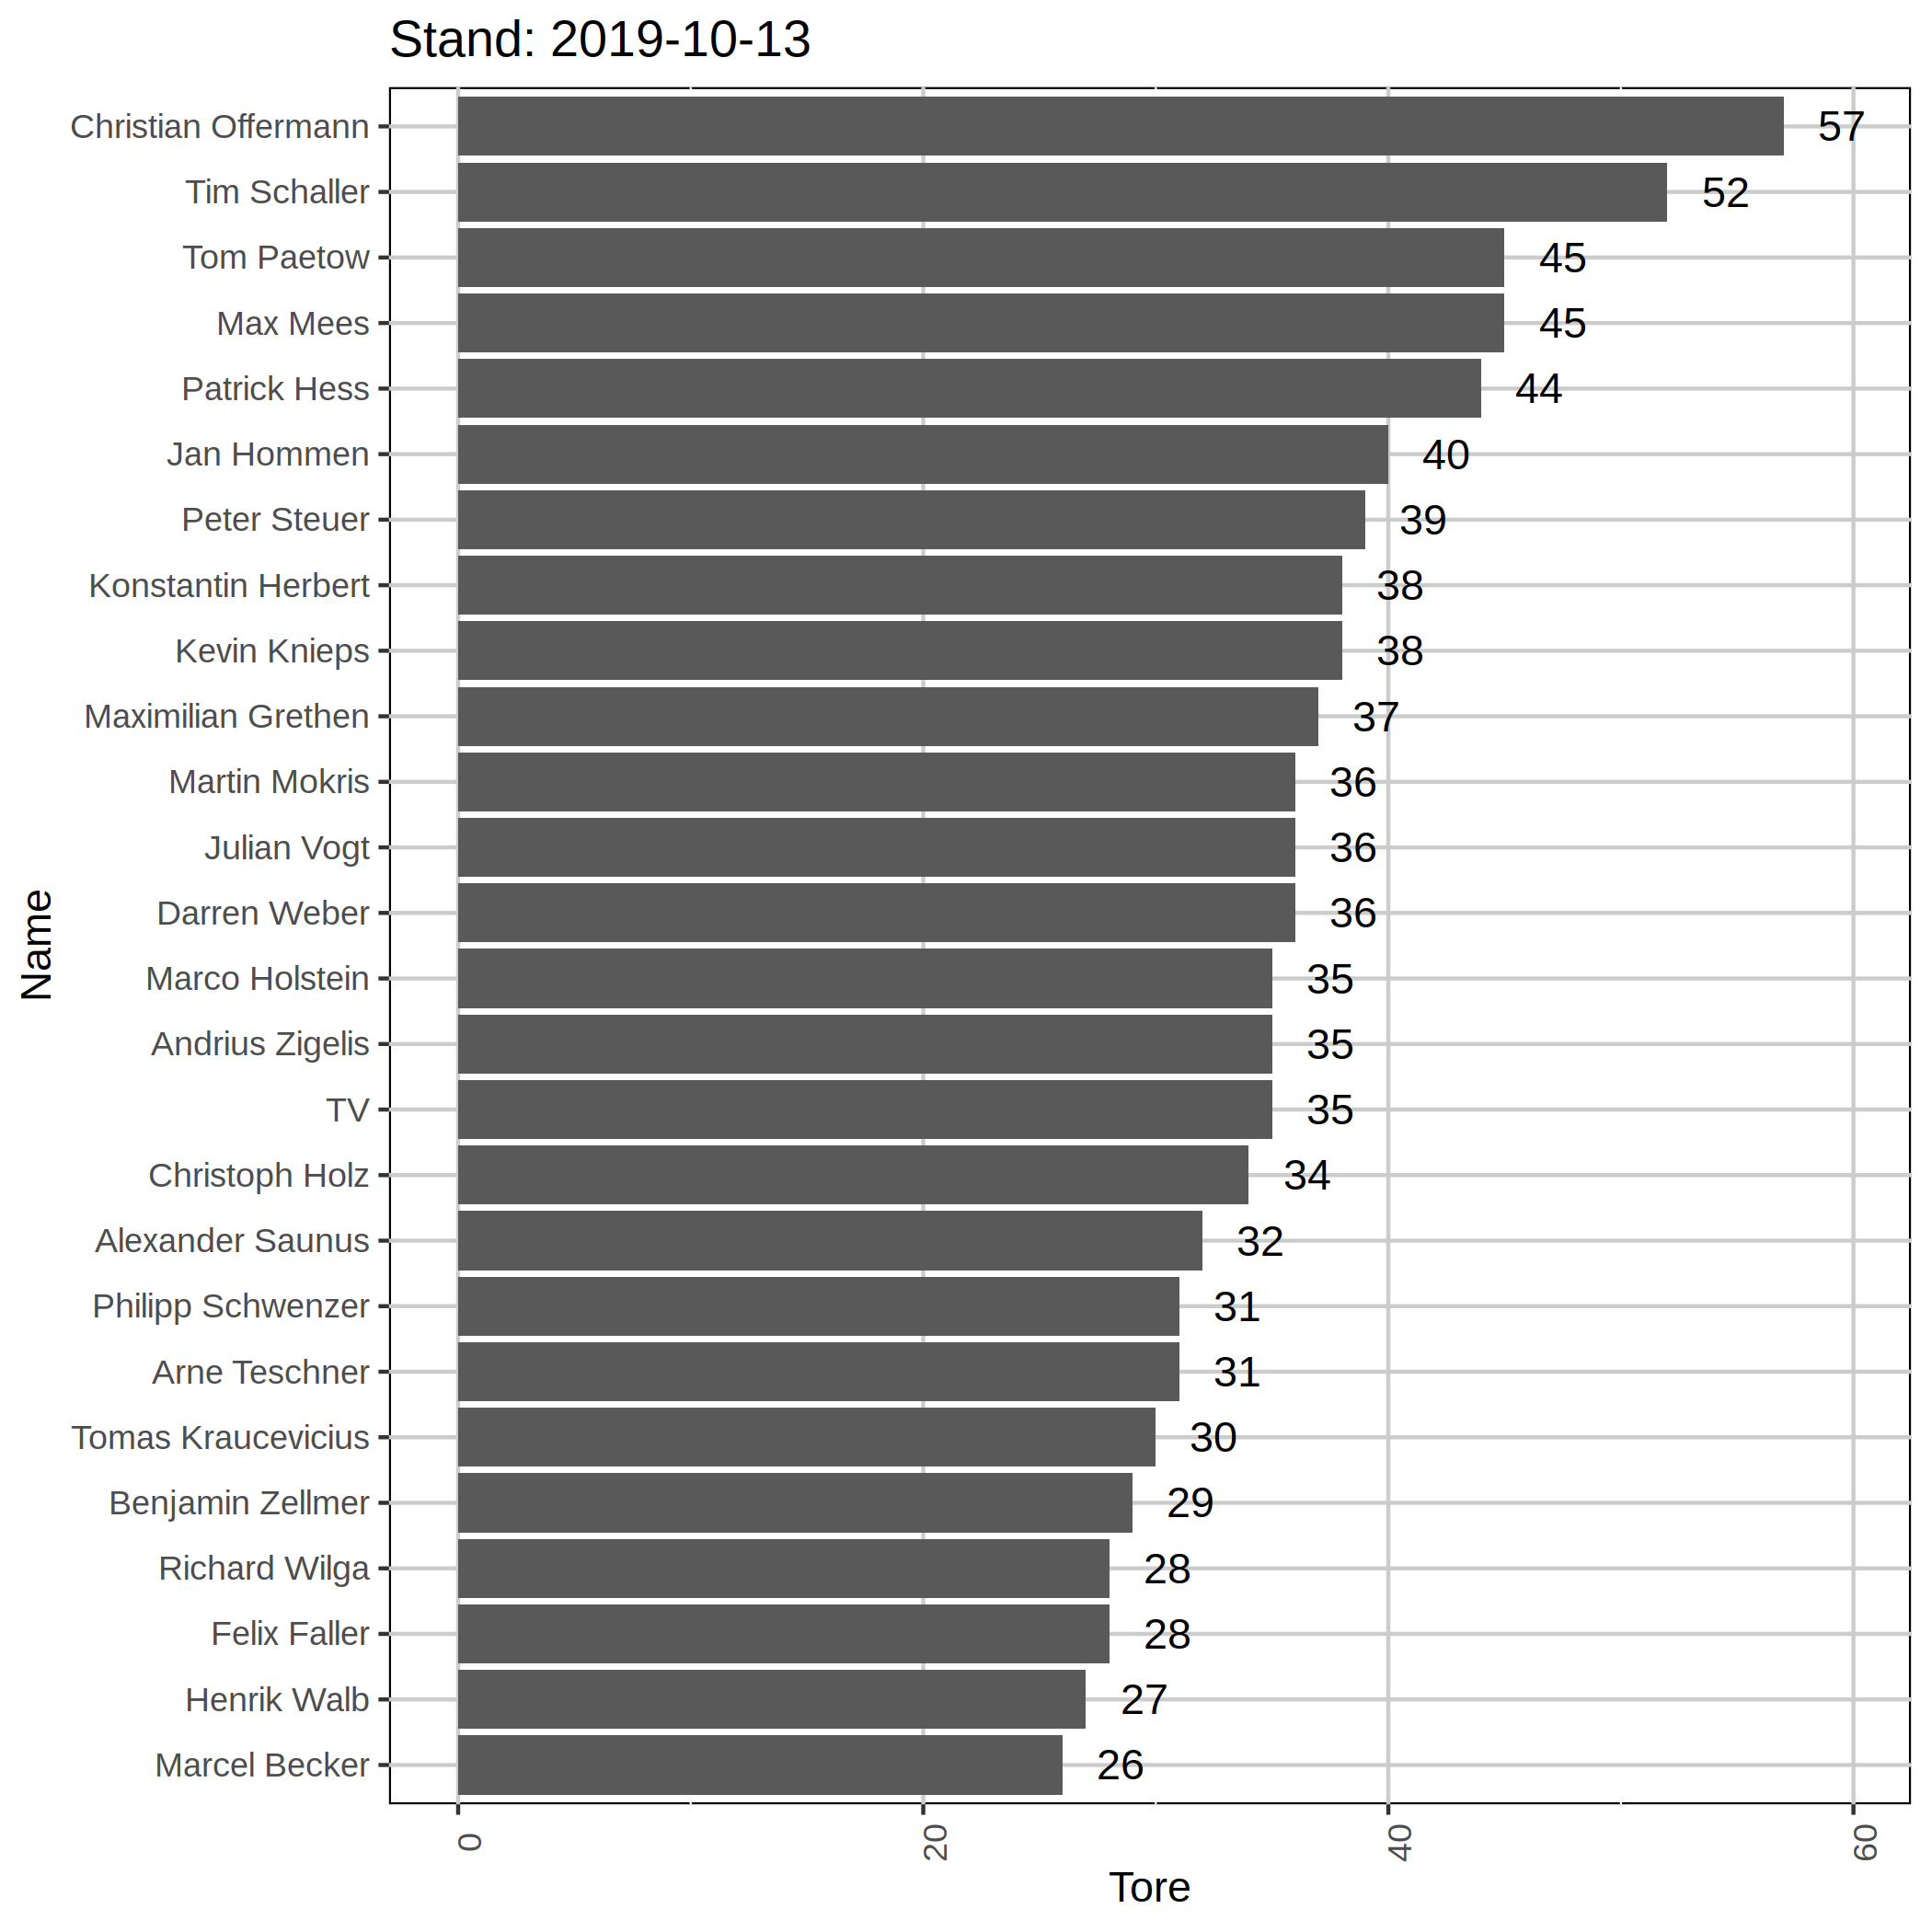 Stand: 2019-10-13
Christian Offermann 57
Tim Schaller 52
Tom Paetow 45
Max Mees 45
Patrick Hess 44
Jan Hommen 40
Peter Steuer 39
Konstantin Herbert 38
Kevin Knieps 38
Maximilian Grethen 37
Martin Mokris 36
Julian Vogt 36
Darren Weber 36
Marco Holstein 35
Andrius Zigelis 35
TV 35
Christoph Holz 34
Alexander Saunus 32
Philipp Schwenzer 31
Arne Teschner 31
Tomas Kraucevicius 30
Benjamin Zellmer 29
Richard Wilga 28
Felix Faller 28
Henrik Walb 27
Marcel Becker 26
Name
0 20 40 60
Tore